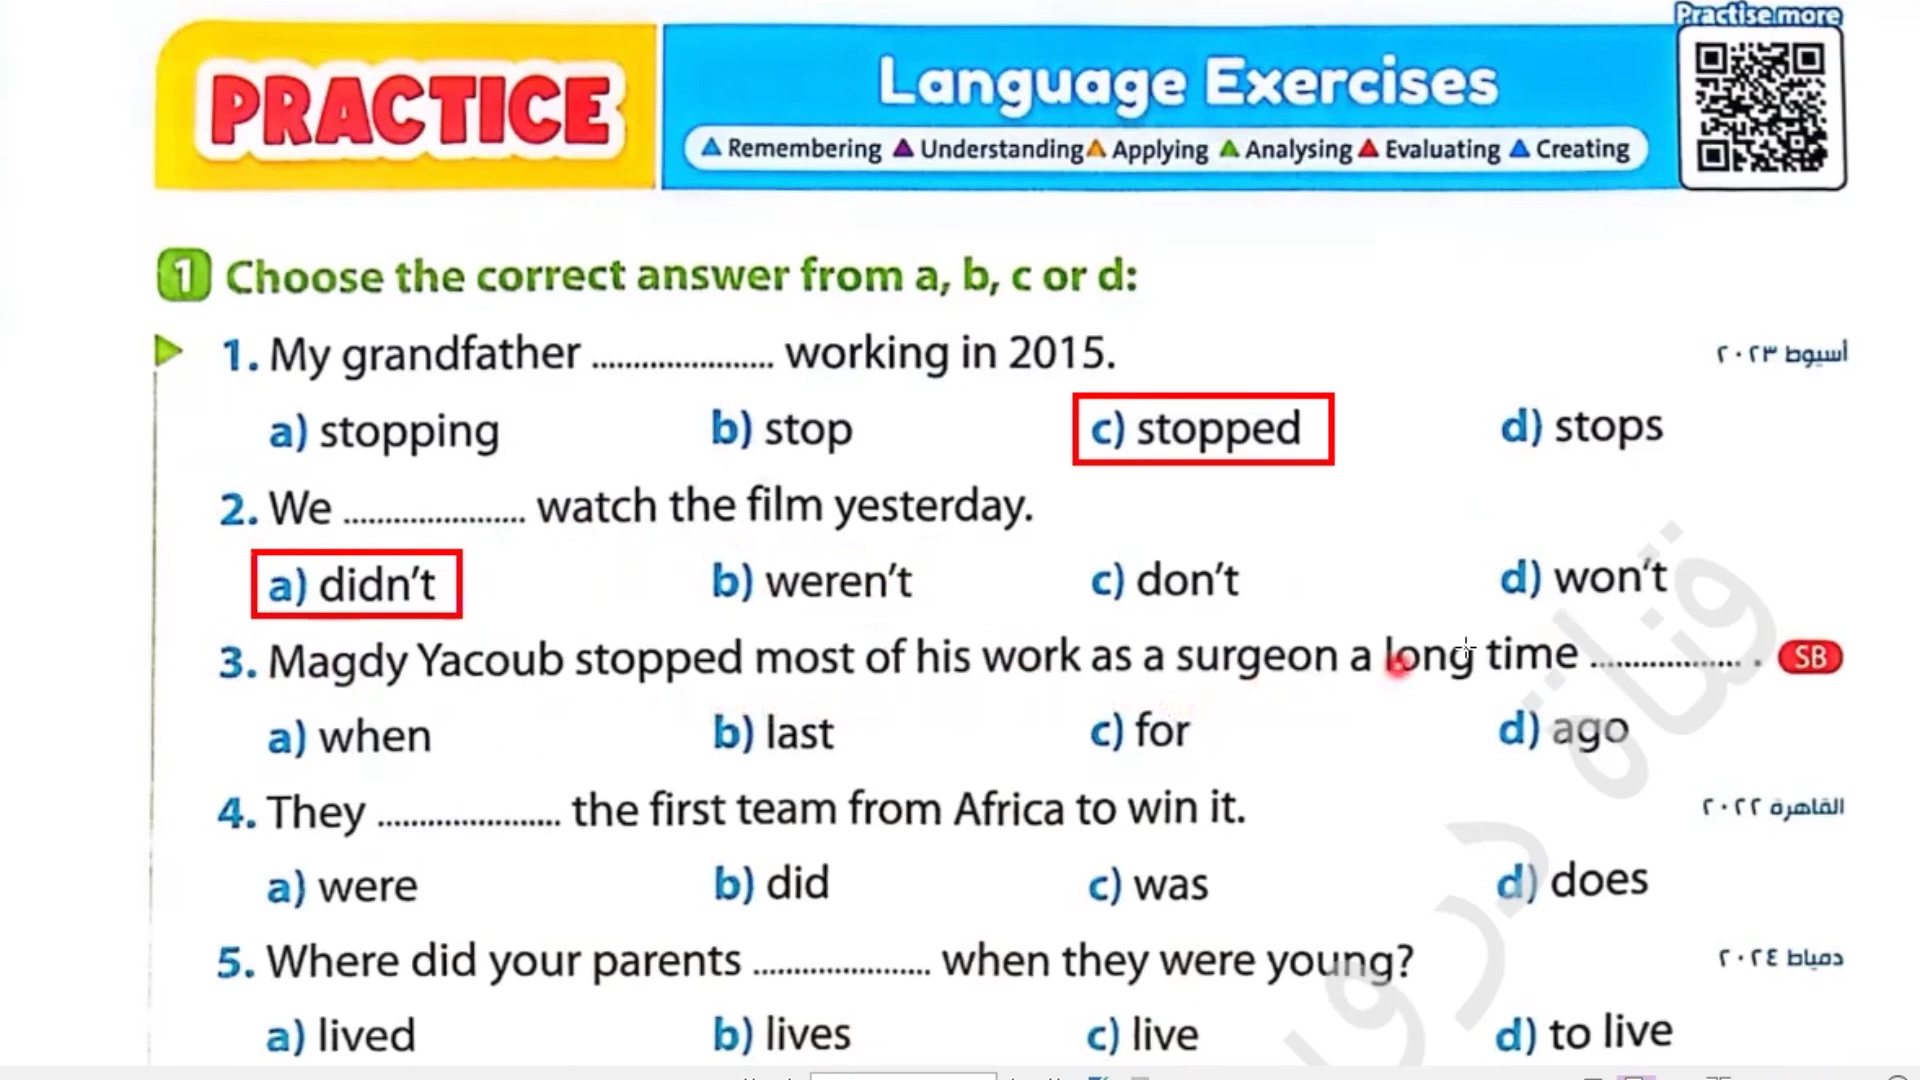 Practise more
PRACTICE
Language Exercises
Remembering Understanding Applying Analysing Evaluating Creating
1 Choose the correct answer from a, b, c or d:
1. My grandfather ..................... working in 2015. أسيوط ٢٠٢٣
a) stopping b) stop c) stopped d) stops
2. We ..................... watch the film yesterday.
a) didn't b) weren't c) don't d) won't
3. Magdy Yacoub stopped most of his work as a surgeon a long time .................. . SB
a) when b) last c) for d) ago
4. They ..................... the first team from Africa to win it. القاهرة ٢٠٢٢
a) were b) did c) was d) does
5. Where did your parents ..................... when they were young? دمياط ٢٠٢٤
a) lived b) lives c) live d) to live
قناة